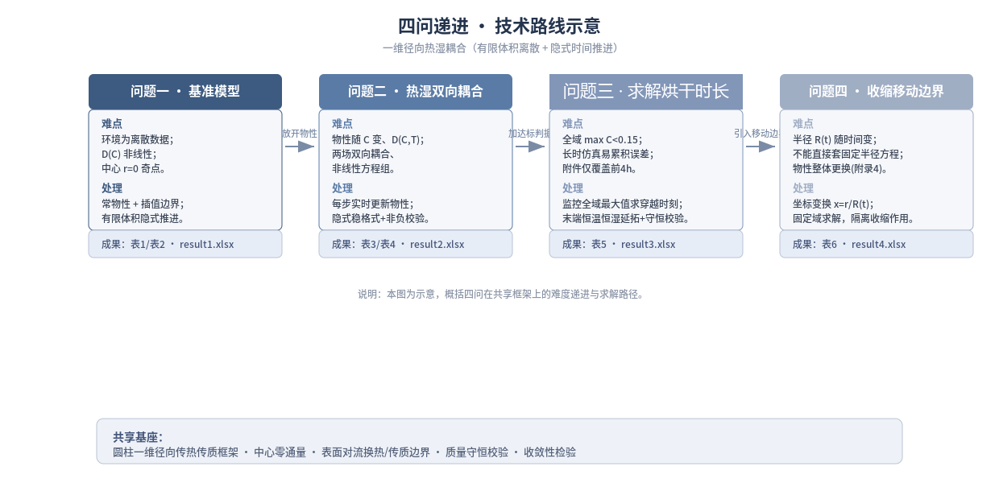 四问递进 · 技术路线示意
一维径向热湿耦合（有限体积离散 + 隐式时间推进）
问题一 · 基准模型
难点
环境为离散数据；
D(C) 非线性；
中心 r=0 奇点。
处理
常物性 + 插值边界；
有限体积隐式推进。
成果：表1/表2 · result1.xlsx
放开物性
问题二 · 热湿双向耦合
难点
物性随 C 变、D(C,T)；
两场双向耦合、
非线性方程组。
处理
每步实时更新物性；
隐式稳格式+非负校验。
成果：表3/表4 · result2.xlsx
加达标判据
问题三 · 求解烘干时长
难点
全域 max C<0.15；
长时仿真易累积误差；
附件仅覆盖前4h。
处理
监控全域最大值求穿越时刻；
末端恒温恒湿延拓+守恒校验。
成果：表5 · result3.xlsx
引入移动边界
问题四 · 收缩移动边界
难点
半径 R(t) 随时间变；
不能直接套固定半径方程；
物性整体更换(附录4)。
处理
坐标变换 x=r/R(t)；
固定域求解，隔离收缩作用。
成果：表6 · result4.xlsx
说明：本图为示意，概括四问在共享框架上的难度递进与求解路径。
共享基座：
圆柱一维径向传热传质框架 · 中心零通量 · 表面对流换热/传质边界 · 质量守恒校验 · 收敛性检验